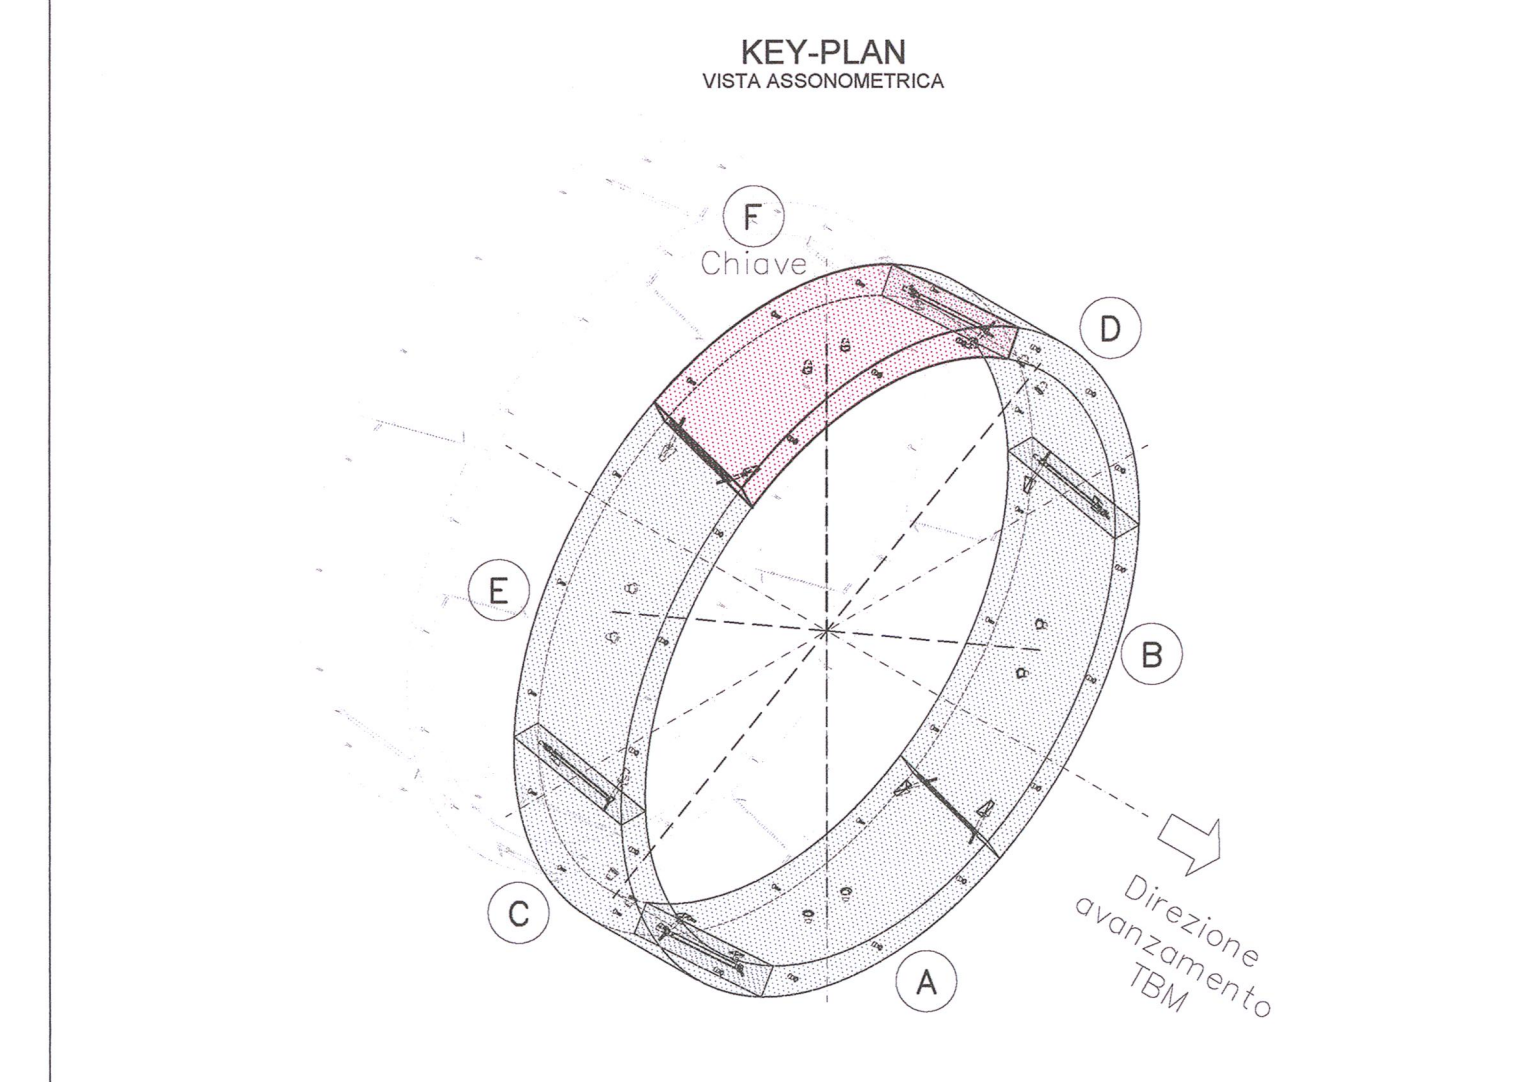 KEY-PLAN
VISTA ASSONOMETRICA
F
Chiave
D
E
B
C
A
Direzione
avanzamento
TBM